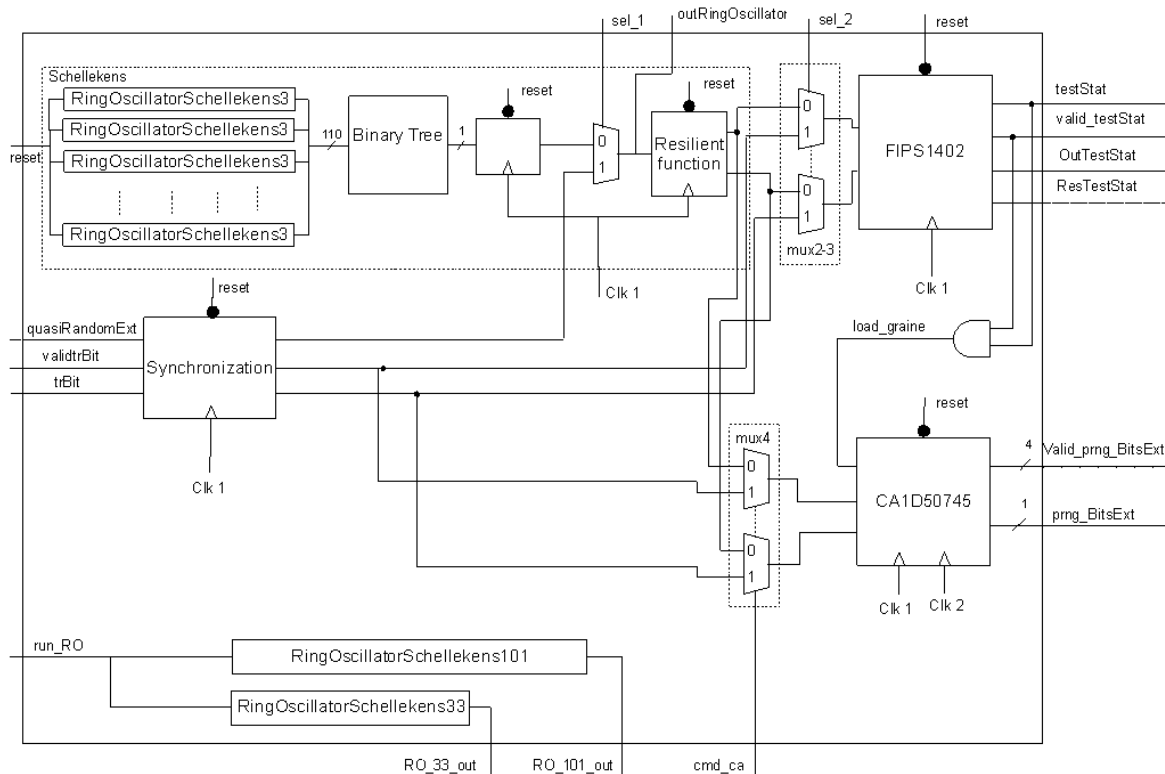 sel_1
outRingOscillator
sel_2
reset
Schellekens
RingOscillatorSchellekens3
RingOscillatorSchellekens3
RingOscillatorSchellekens3
RingOscillatorSchellekens3
reset
110
Binary Tree
1
reset
0
1
reset
Resilient
function
0
1
0
1
mux2-3
FIPS1402
Clk 1
testStat
valid_testStat
OutTestStat
ResTestStat
Clk 1
reset
quasiRandomExt
validtrBit
trBit
Synchronization
Clk 1
load_graine
reset
mux4
0
1
0
1
CA1D50745
Clk 1
Clk 2
4
Valid_prng_BitsExt
1
prng_BitsExt
run_RO
RingOscillatorSchellekens101
RingOscillatorSchellekens33
RO_33_out
RO_101_out
cmd_ca